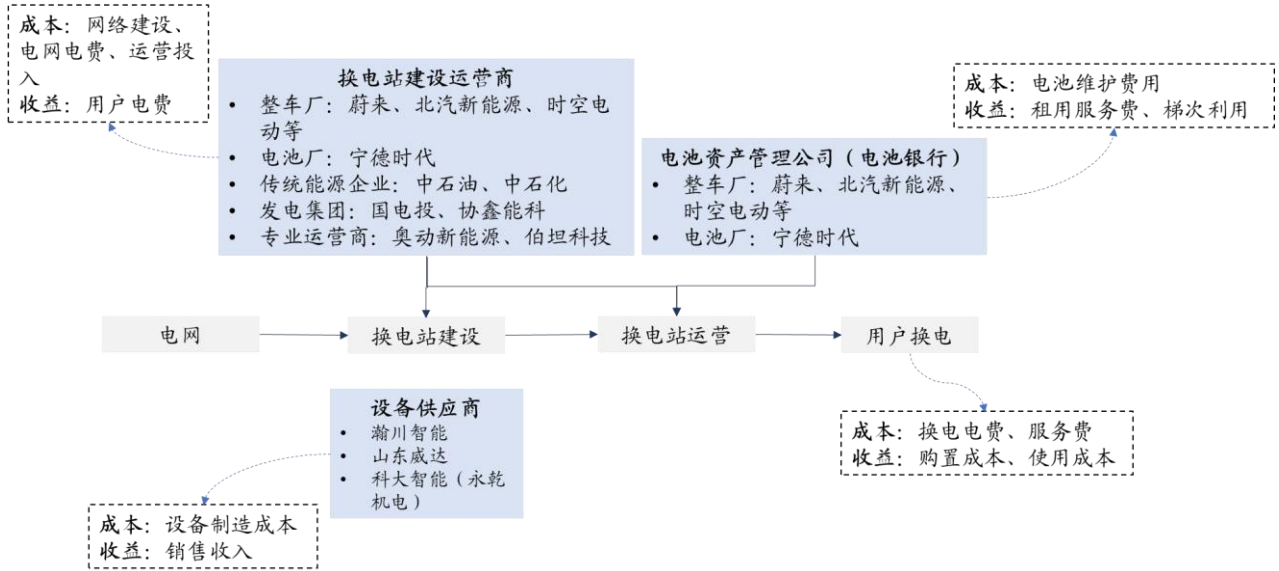 成本：网络建设、
电网电费、运营投
入
收益：用户电费
换电站建设运营商
• 整车厂：蔚来、北汽新能源、时空电
动等
• 电池厂：宁德时代
• 传统能源企业：中石油、中石化
• 发电集团：国电投、协鑫能科
• 专业运营商：奥动新能源、伯坦科技
成本：电池维护费用
收益：租用服务费、梯次利用
电池资产管理公司（电池银行）
• 整车厂：蔚来、北汽新能源、
时空电动等
• 电池厂：宁德时代
电网
换电站建设
换电站运营
用户换电
设备供应商
• 瀚川智能
• 山东威达
• 科大智能（永乾
机电）
成本：换电电费、服务费
收益：购置成本、使用成本
成本：设备制造成本
收益：销售收入